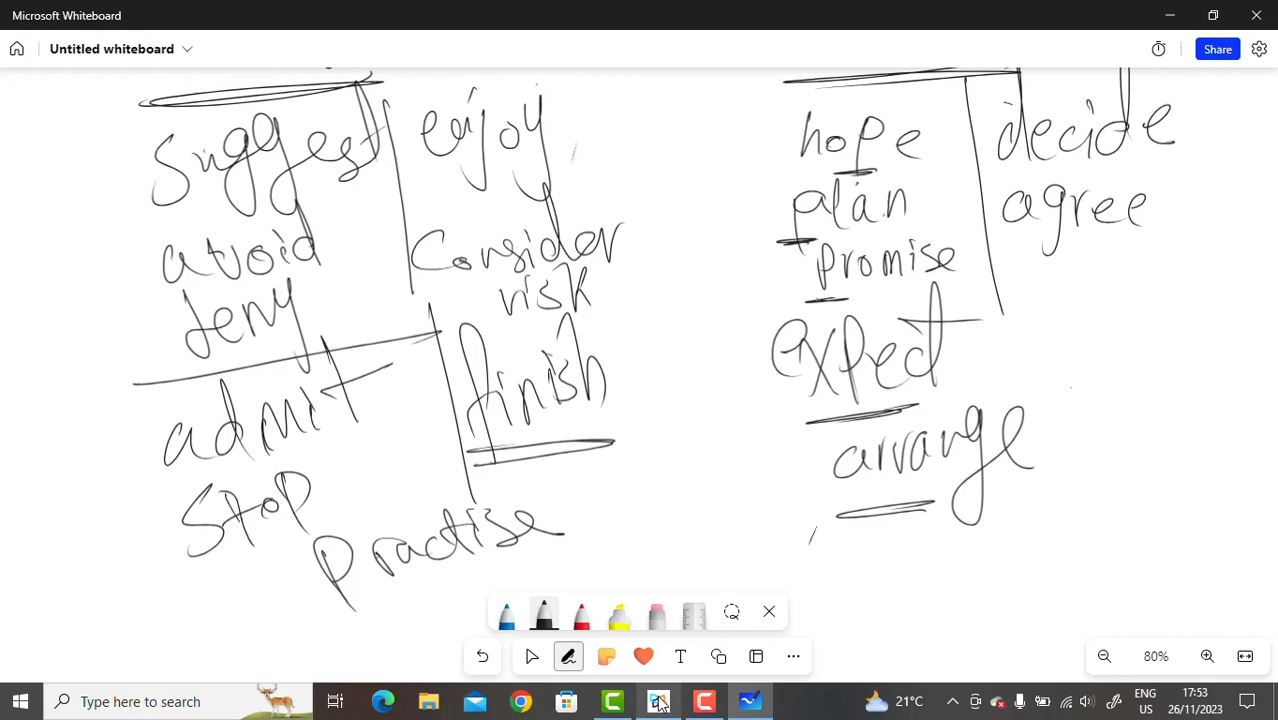 Microsoft Whiteboard
Untitled whiteboard
Share
suggest
avoid
deny
admit
stop
practise
enjoy
consider
risk
finish
hope
plan
promise
expect
arrange
decide
agree
80%
Type here to search
21°C
ENG
US
17:53
26/11/2023